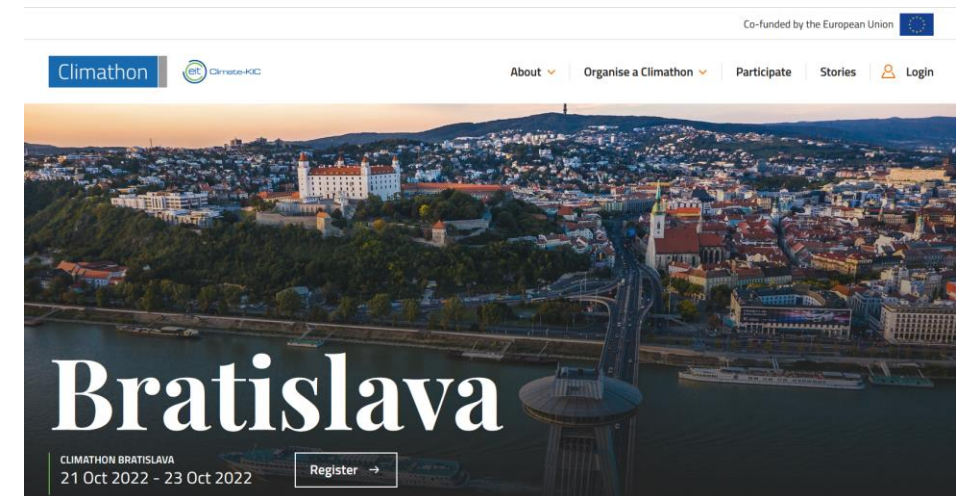 Co-funded by the European Union
Climathon
eit Climate-KIC
About
Organise a Climathon
Participate
Stories
Login
Bratislava
CLIMATHON BRATISLAVA
21 Oct 2022 - 23 Oct 2022
Register →